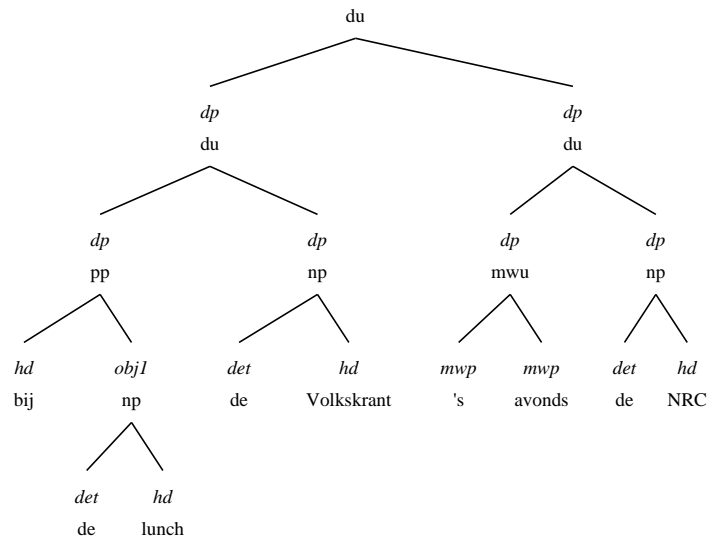 du
dp dp
du du
dp dp dp dp
pp np mwu np
hd obj1 det hd mwp mwp det hd
bij np de Volkskrant 's avonds de NRC
det hd
de lunch